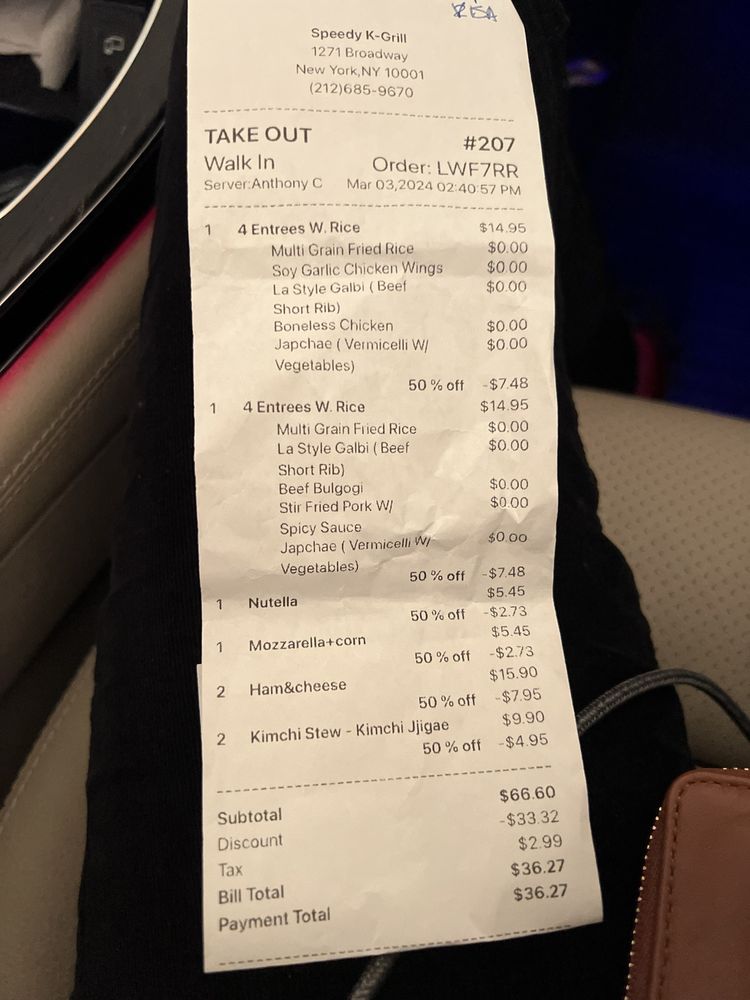 Speedy K-Grill
1271 Broadway
New York,NY 10001
(212)685-9670
TAKE OUT #207
Walk In Order: LWF7RR
Server:Anthony C Mar 03,2024 02:40:57 PM
1 4 Entrees W. Rice $14.95
Multi Grain Fried Rice $0.00
Soy Garlic Chicken Wings $0.00
La Style Galbi ( Beef $0.00
Short Rib)
Boneless Chicken $0.00
Japchae ( Vermicelli W/ $0.00
Vegetables)
50 % off -$7.48
1 4 Entrees W. Rice $14.95
Multi Grain Fried Rice $0.00
La Style Galbi ( Beef $0.00
Short Rib)
Beef Bulgogi $0.00
Stir Fried Pork W/ $0.00
Spicy Sauce
Japchae ( Vermicelli W/ $0.00
Vegetables)
50 % off -$7.48
1 Nutella $5.45
50 % off -$2.73
1 Mozzarella+corn $5.45
50 % off -$2.73
2 Ham&cheese $15.90
50 % off -$7.95
2 Kimchi Stew - Kimchi Jjigae $9.90
50 % off -$4.95
Subtotal $66.60
Discount -$33.32
Tax $2.99
Bill Total $36.27
Payment Total $36.27